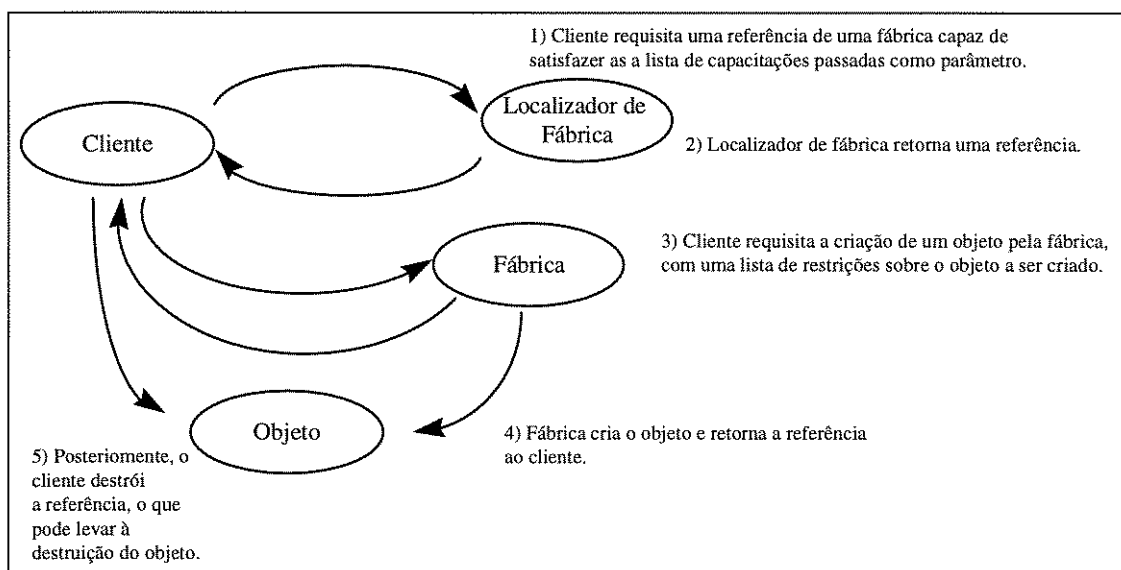 1) Cliente requisita uma referência de uma fábrica capaz de
satisfazer as a lista de capacitações passadas como parâmetro.
Localizador de
Fábrica
Cliente
2) Localizador de fábrica retorna uma referência.
3) Cliente requisita a criação de um objeto pela fábrica,
com uma lista de restrições sobre o objeto a ser criado.
Fábrica
Objeto
4) Fábrica cria o objeto e retorna a referência
ao cliente.
5) Posteriomente, o
cliente destrói
a referência, o que
pode levar à
destruição do objeto.